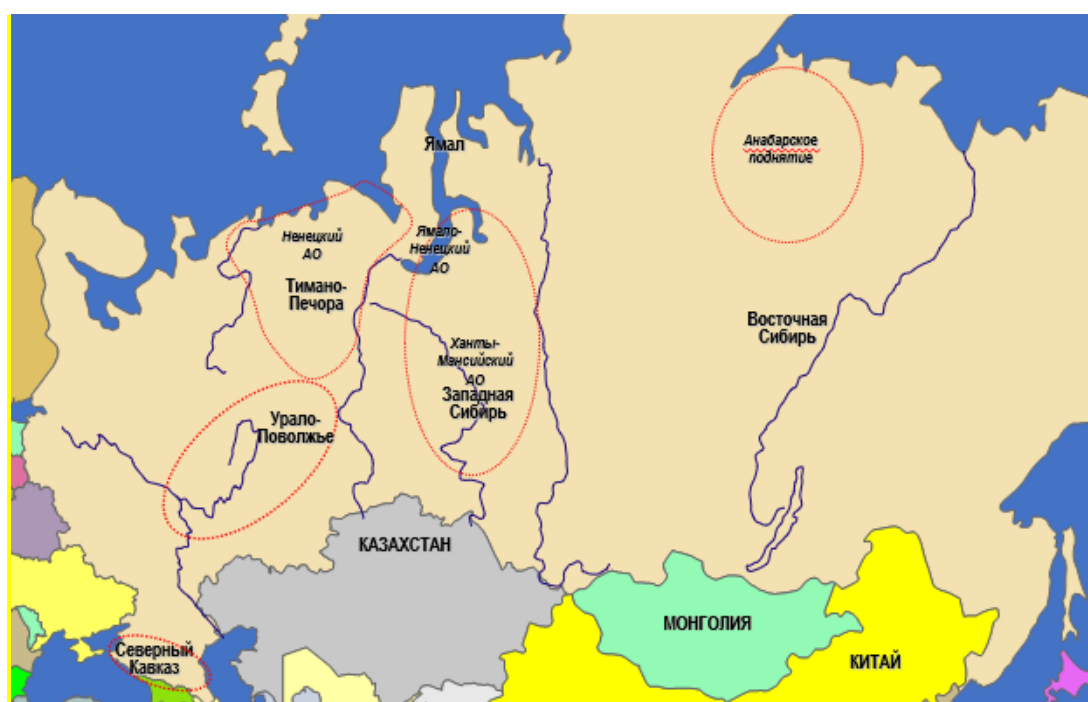 Анабарское
поднятие
Ямал
Ненецкий
АО
Ямало-
Ненецкий
АО
Тимано-
Печора
Восточная
Сибирь
Ханты-
Мансийский
АО
Западная
Сибирь
Урало-
Поволжье
КАЗАХСТАН
МОНГОЛИЯ
Северный
Кавказ
КИТАЙ